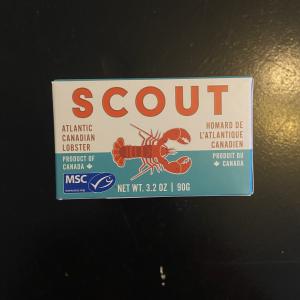 SCOUT
ATLANTIC
CANADIAN
LOBSTER
PRODUCT OF
CANADA
HOMARD DE
L'ATLANTIQUE
CANADIEN
PRODUIT DU
CANADA
MSC
NET WT. 3.2 OZ | 90G